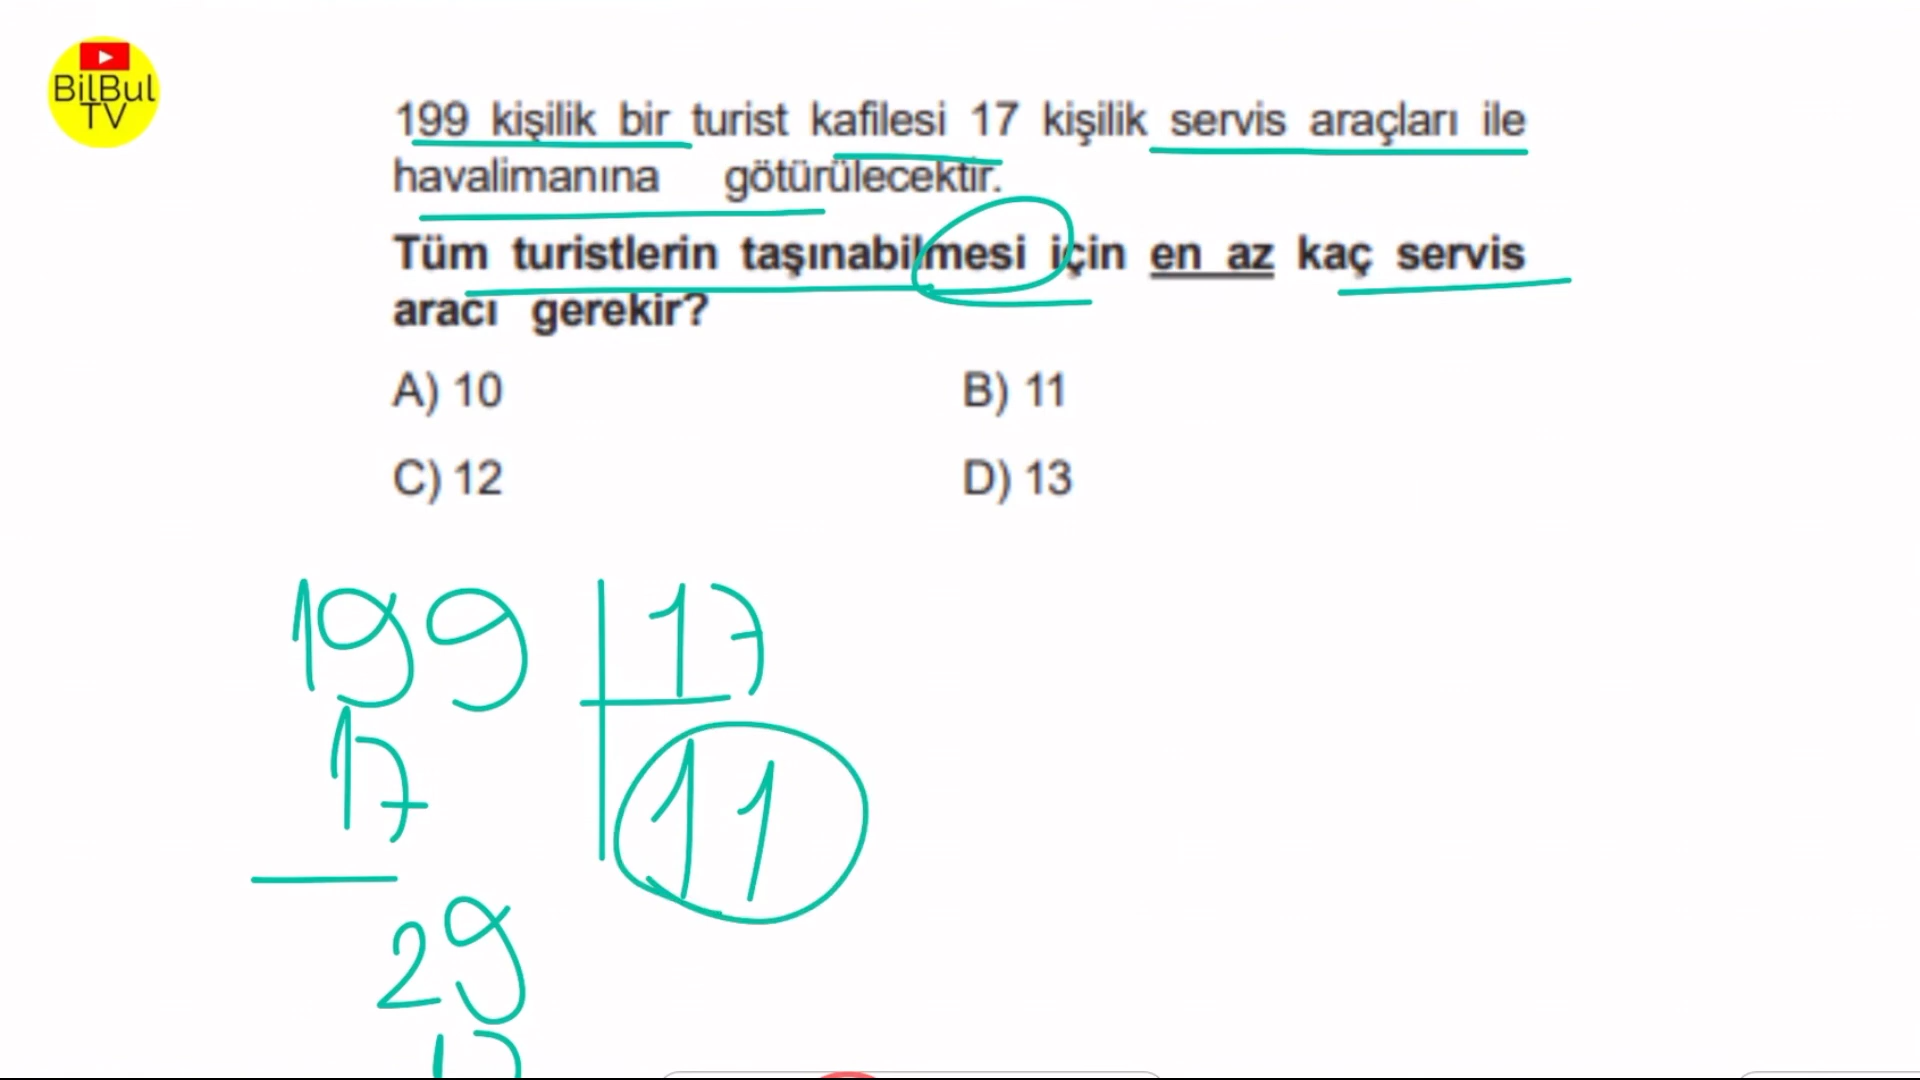 BilBul
TV
199 kişilik bir turist kafilesi 17 kişilik servis araçları ile
havalimanına götürülecektir.
Tüm turistlerin taşınabilmesi için en az kaç servis
aracı gerekir?
A) 10 B) 11
C) 12 D) 13
199 17
17 11
29
17